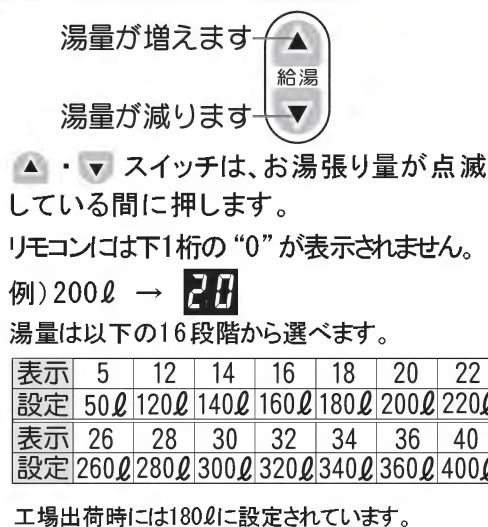 湯量が増えます
▲
給湯
湯量が減ります
▼
▲・▼ スイッチは、お湯張り量が点滅
している間に押します。
リモコンには下1桁の“0”が表示されません。
例）200ℓ → 20
湯量は以下の16段階から選べます。
表示 5 12 14 16 18 20 22
設定 50ℓ 120ℓ 140ℓ 160ℓ 180ℓ 200ℓ 220ℓ
表示 26 28 30 32 34 36 40
設定 260ℓ 280ℓ 300ℓ 320ℓ 340ℓ 360ℓ 400ℓ
工場出荷時には180ℓに設定されています。